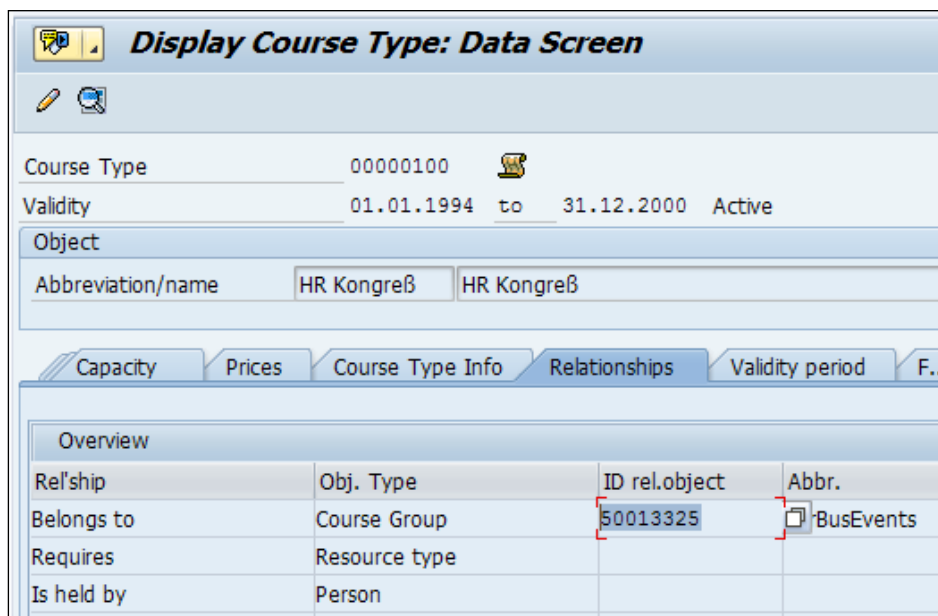 Display Course Type: Data Screen
Course Type 00000100
Validity 01.01.1994 to 31.12.2000 Active
Object
Abbreviation/name HR Kongreß HR Kongreß
Capacity Prices Course Type Info Relationships Validity period F..
Overview
Rel'ship Obj. Type ID rel.object Abbr.
Belongs to Course Group 50013325 rBusEvents
Requires Resource type
Is held by Person